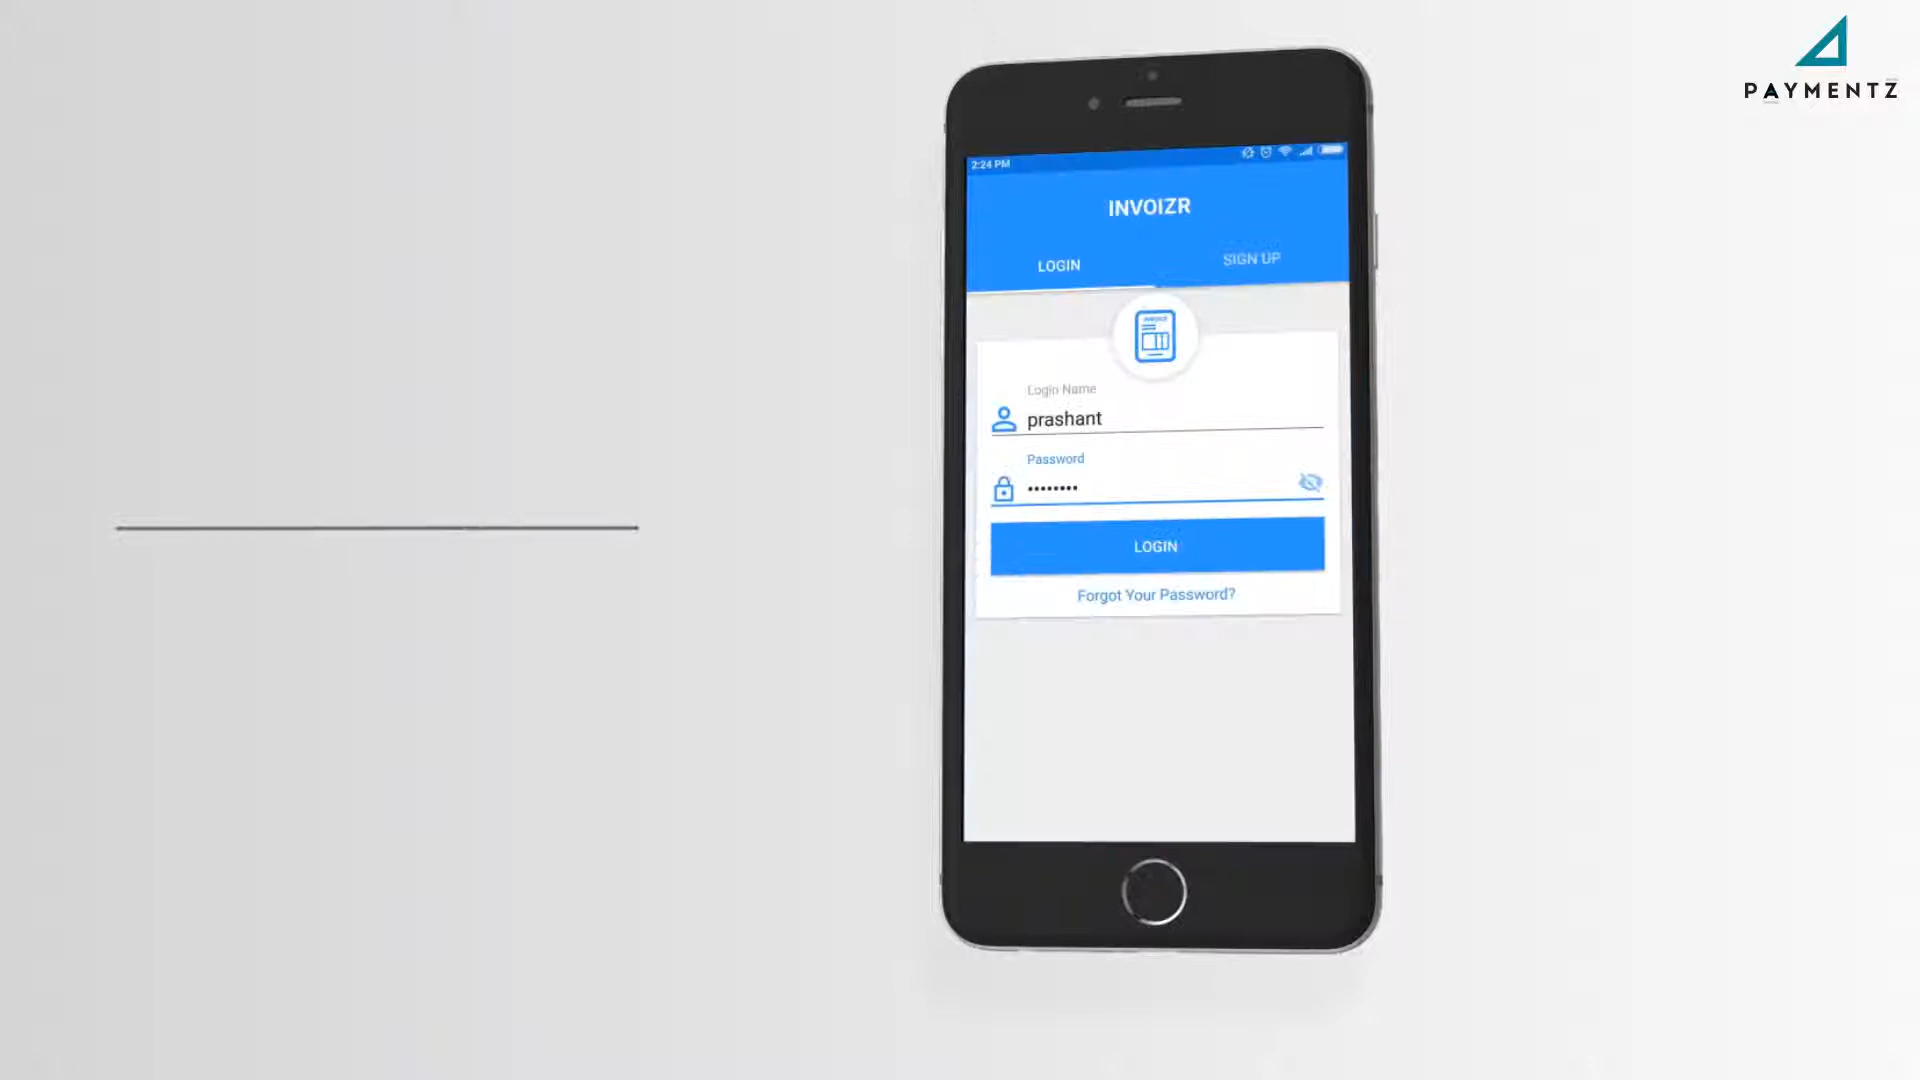 PAYMENTZ
2:24 PM
INVOIZR
LOGIN
SIGN UP
Login Name
prashant
Password
••••••••
LOGIN
Forgot Your Password?